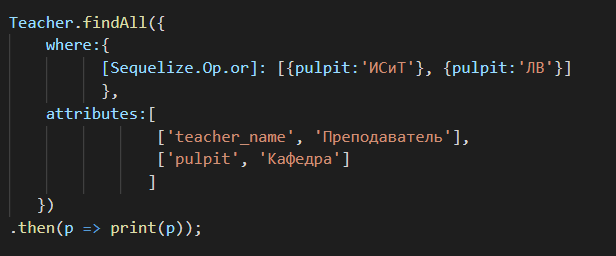 Teacher.findAll({
where:{
[Sequelize.Op.or]: [{pulpit:'ИСиТ'}, {pulpit:'ЛВ'}]
},
attributes:[
['teacher_name', 'Преподаватель'],
['pulpit', 'Кафедра']
]
})
.then(p => print(p));